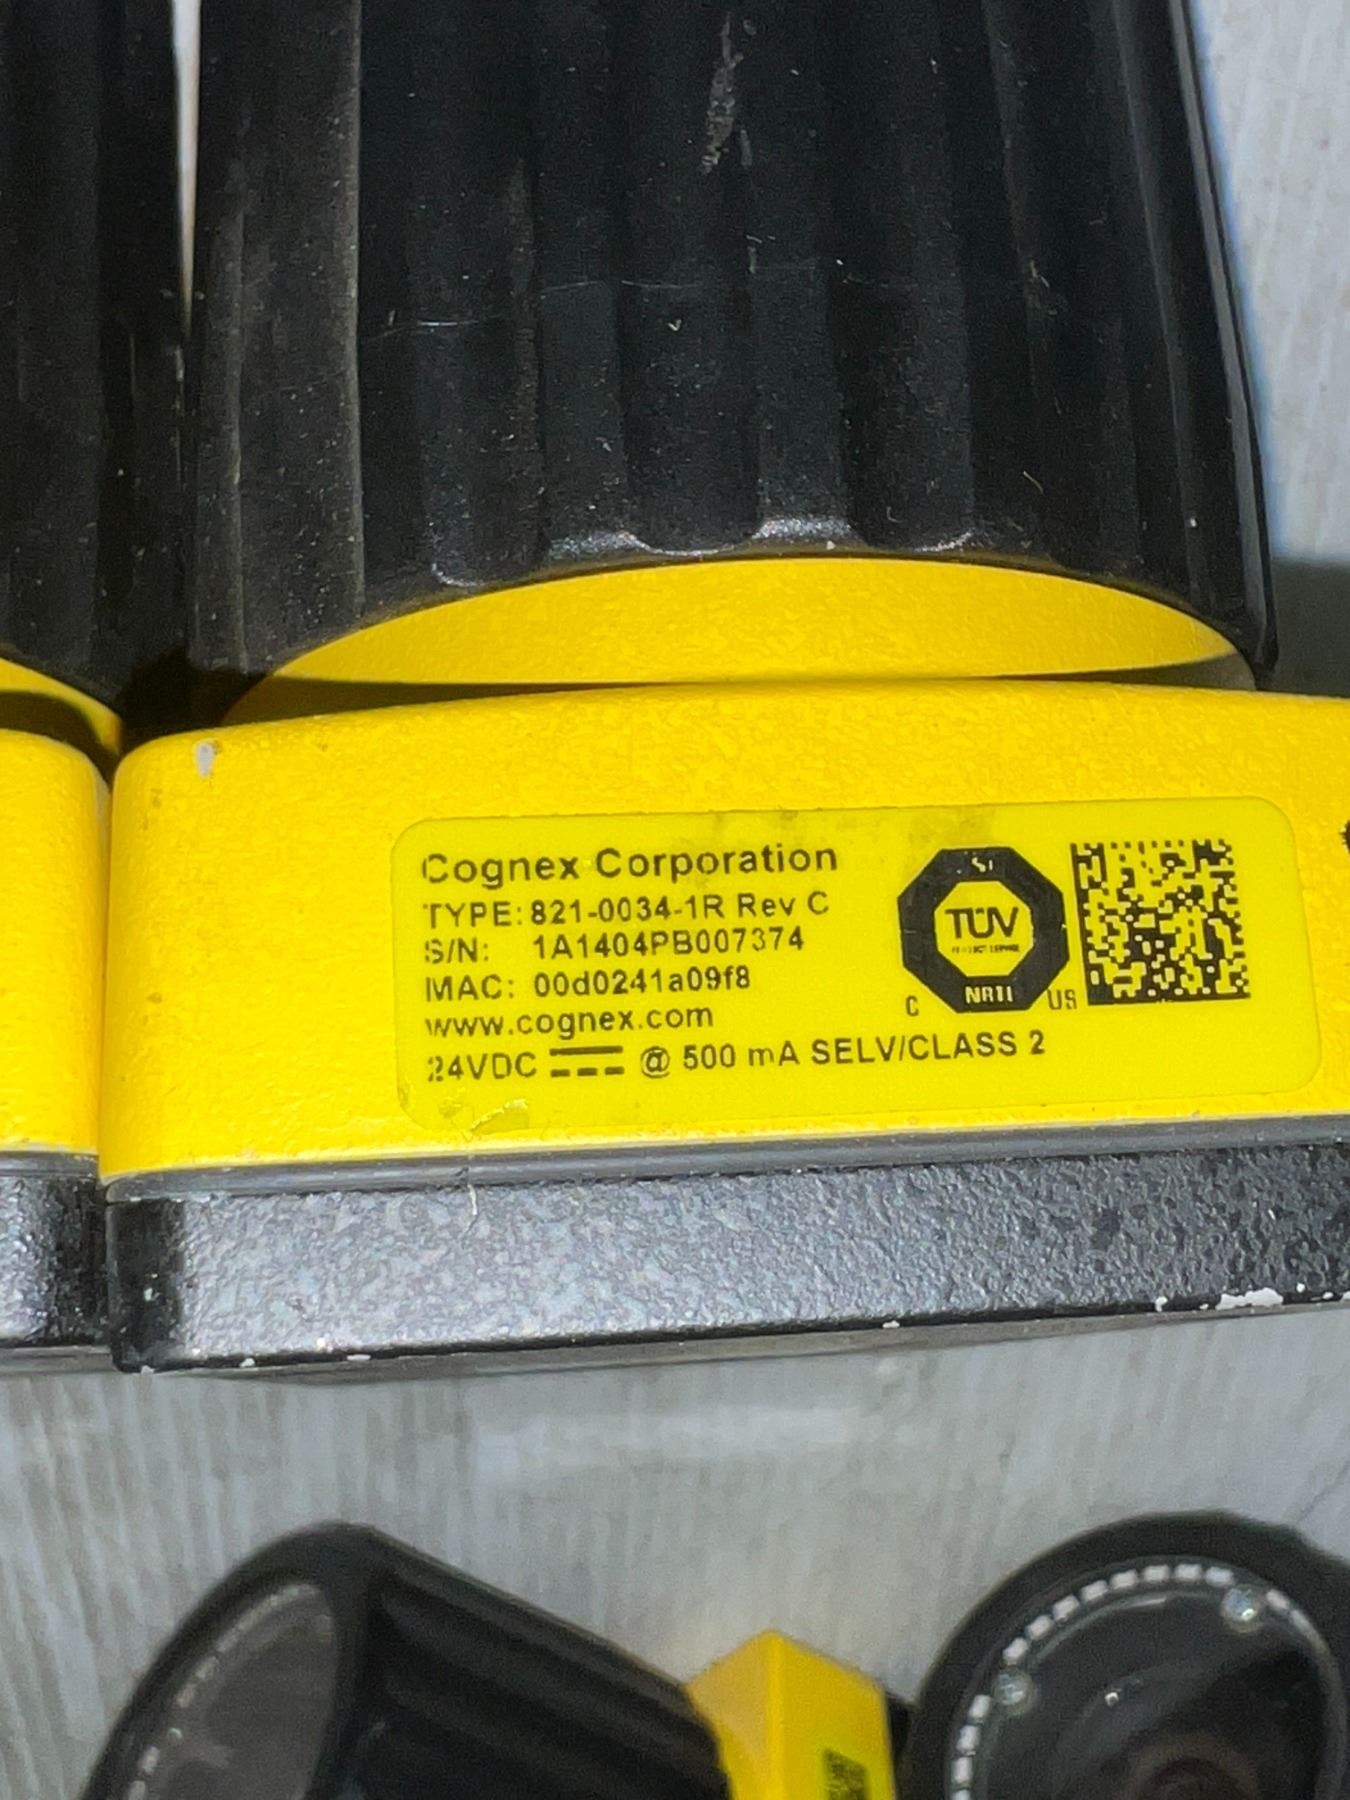 Cognex Corporation
TYPE: 821-0034-1R Rev C
S/N: 1A1404PB007374
MAC: 00d0241a09f8
www.cognex.com
24VDC @ 500 mA SELV/CLASS 2
TÜV
C
US